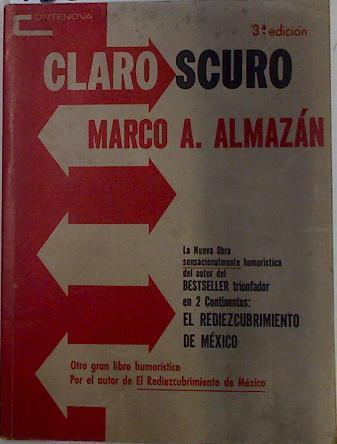 CONTENOVA
3ª edición
CLARO SCURO
MARCO A. ALMAZÁN
La Nueva Obra
sensacionalmente humorística
del autor del
BESTSELLER triunfador
en 2 Continentes:
EL REDIEZCUBRIMIENTO
DE MÉXICO
Otro gran libro humorístico
Por el autor de El Rediezcubrimiento de México